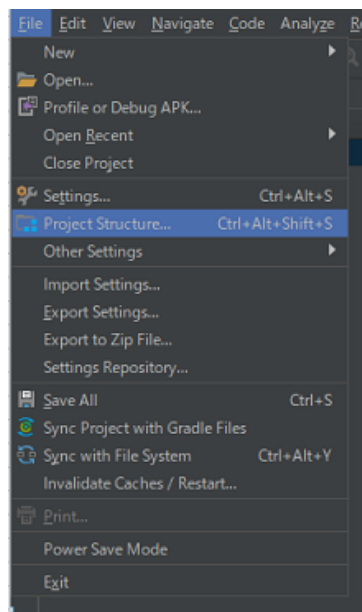 File Edit View Navigate Code Analyze
New
Open...
Profile or Debug APK...
Open Recent
Close Project
Settings... Ctrl+Alt+S
Project Structure... Ctrl+Alt+Shift+S
Other Settings
Import Settings...
Export Settings...
Export to Zip File...
Settings Repository...
Save All Ctrl+S
Sync Project with Gradle Files
Sync with File System Ctrl+Alt+Y
Invalidate Caches / Restart...
Print...
Power Save Mode
Exit